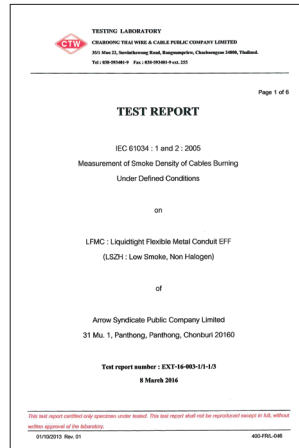 CTW
TESTING LABORATORY
CHAROONG THAI WIRE & CABLE PUBLIC COMPANY LIMITED
30/1 Moo 22, Suwinthawong Road, Bangnampriew, Chachoengsao 24000, Thailand.
Tel : 038-593401-9 Fax : 038-593401-9 ext. 255
Page 1 of 6
TEST REPORT
IEC 61034 : 1 and 2 : 2005
Measurement of Smoke Density of Cables Burning
Under Defined Conditions
on
LFMC : Liquidtight Flexible Metal Conduit EFF
(LSZH : Low Smoke, Non Halogen)
of
Arrow Syndicate Public Company Limited
31 Mu. 1, Panthong, Panthong, Chonburi 20160
Test report number : EXT-16-003-1/1-1/3
8 March 2016
This test report certified only specimen under tested. This test report shall not be reproduced except in full, without
written approval of the laboratory.
01/10/2013 Rev. 01
400-FR/L-046